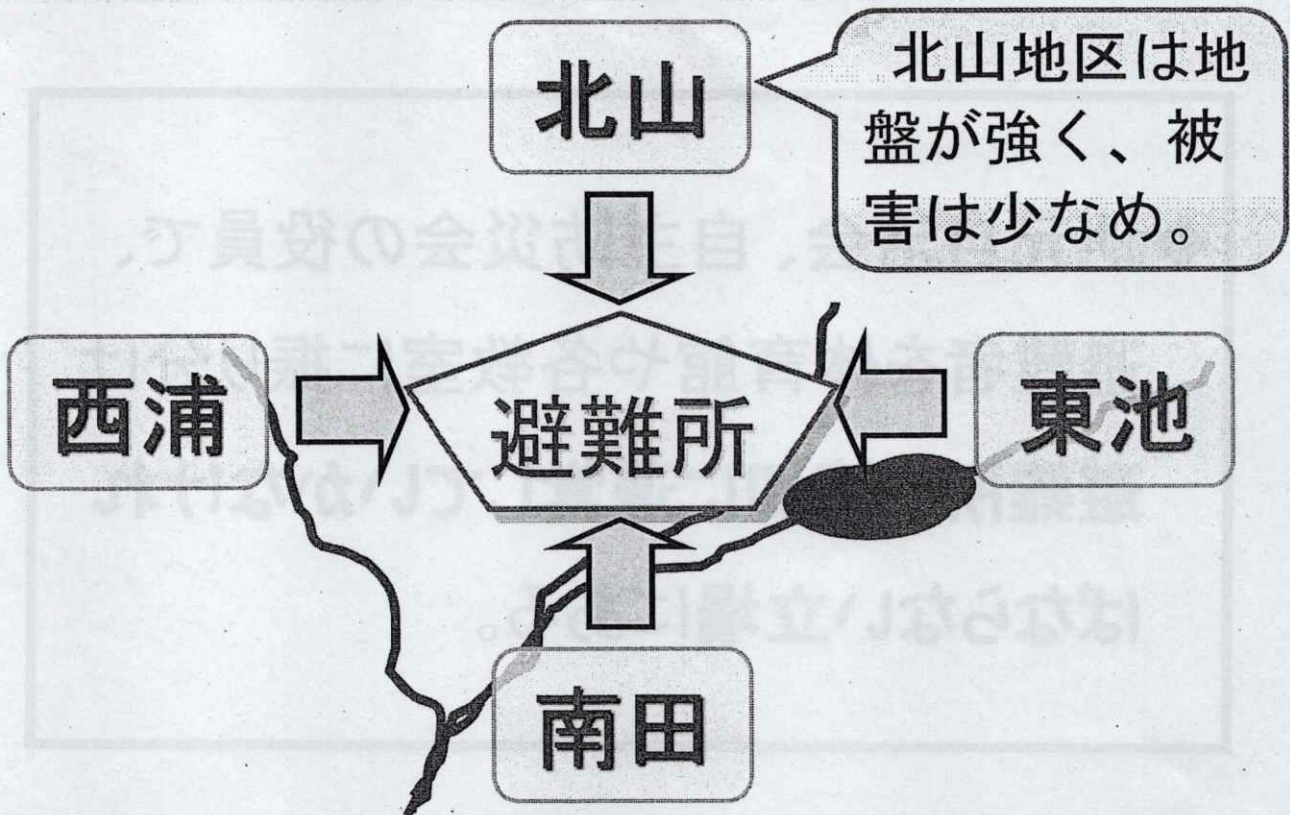 北山
北山地区は地
盤が強く、被
害は少なめ。
西浦
避難所
東池
南田